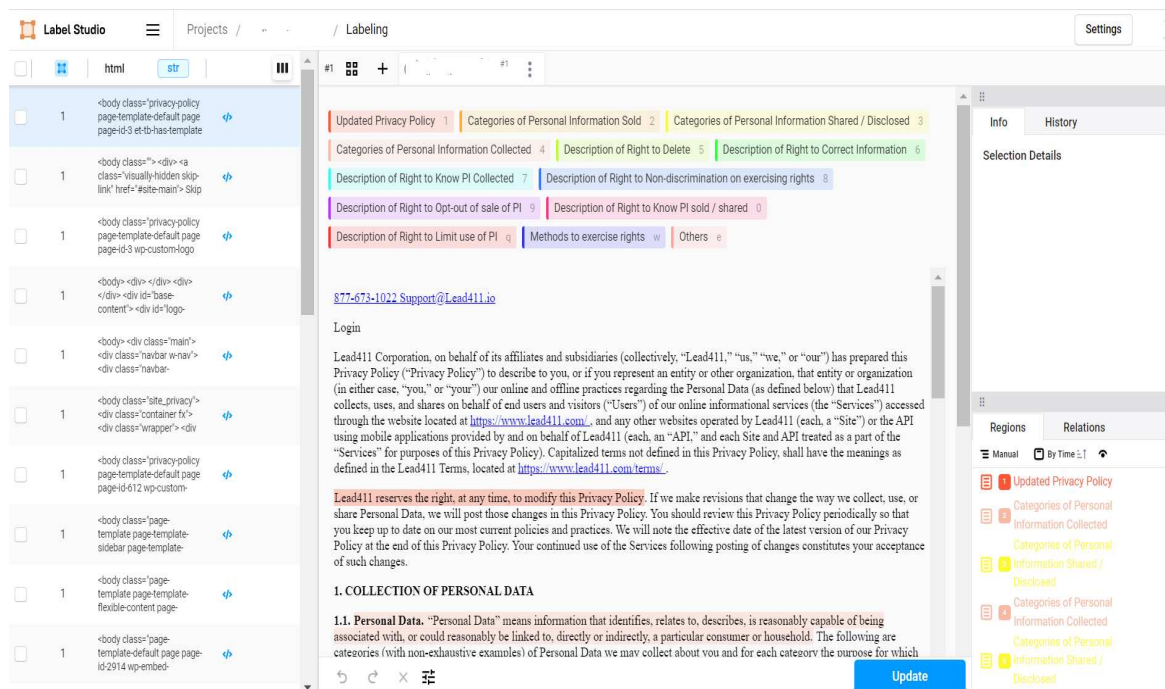 Label Studio
Projects /
/ Labeling
Settings
html str
#1
+
#1
1 <body class="privacy-policy
page-template-default page
page-id-3 et-tb-has-template
1 <body class=""> <div> <a
class="visually-hidden skip-
link" href="#site-main"> Skip
1 <body class="privacy-policy
page-template-default page
page-id-3 wp-custom-logo
1 <body> <div> </div> <div>
</div> <div id="base-
content"> <div id="logo-
1 <body> <div class="main">
<div class="navbar w-nav">
<div class="navbar-
1 <body class="site_privacy">
<div class="container fx">
<div class="wrapper"> <div
1 <body class="privacy-policy
page-template-default page
page-id-612 wp-custom-
1 <body class="page-
template page-template-
sidebar page-template-
1 <body class="page-
template page-template-
flexible-content page-
1 <body class="page-
template-default page page-
id-2914 wp-embed-
Updated Privacy Policy 1 Categories of Personal Information Sold 2 Categories of Personal Information Shared / Disclosed 3
Categories of Personal Information Collected 4 Description of Right to Delete 5 Description of Right to Correct Information 6
Description of Right to Know PI Collected 7 Description of Right to Non-discrimination on exercising rights 8
Description of Right to Opt-out of sale of PI 9 Description of Right to Know PI sold / shared 0
Description of Right to Limit use of PI q Methods to exercise rights w Others e
877-673-1022 Support@Lead411.io
Login
Lead411 Corporation, on behalf of its affiliates and subsidiaries (collectively, “Lead411,” “us,” “we,” or “our”) has prepared this
Privacy Policy (“Privacy Policy”) to describe to you, or if you represent an entity or other organization, that entity or organization
(in either case, “you,” or “your”) our online and offline practices regarding the Personal Data (as defined below) that Lead411
collects, uses, and shares on behalf of end users and visitors (“Users”) of our online informational services (the “Services”) accessed
through the website located at https://www.lead411.com/ , and any other websites operated by Lead411 (each, a “Site”) or the API
using mobile applications provided by and on behalf of Lead411 (each, an “API,” and each Site and API treated as a part of the
“Services” for purposes of this Privacy Policy). Capitalized terms not defined in this Privacy Policy, shall have the meanings as
defined in the Lead411 Terms, located at https://www.lead411.com/terms/ .
Lead411 reserves the right, at any time, to modify this Privacy Policy. If we make revisions that change the way we collect, use, or
share Personal Data, we will post those changes in this Privacy Policy. You should review this Privacy Policy periodically so that
you keep up to date on our most current policies and practices. We will note the effective date of the latest version of our Privacy
Policy at the end of this Privacy Policy. Your continued use of the Services following posting of changes constitutes your acceptance
of such changes.
1. COLLECTION OF PERSONAL DATA
1.1. Personal Data. “Personal Data” means information that identifies, relates to, describes, is reasonably capable of being
associated with, or could reasonably be linked to, directly or indirectly, a particular consumer or household. The following are
categories (with non-exhaustive examples) of Personal Data we may collect about you and for each category the purpose for which
Update
Info History
Selection Details
Regions Relations
Manual By Time
1 Updated Privacy Policy
2 Categories of Personal
Information Collected
3 Categories of Personal
Information Shared /
Disclosed
4 Categories of Personal
Information Collected
Categories of Personal
Information Shared /
Disclosed